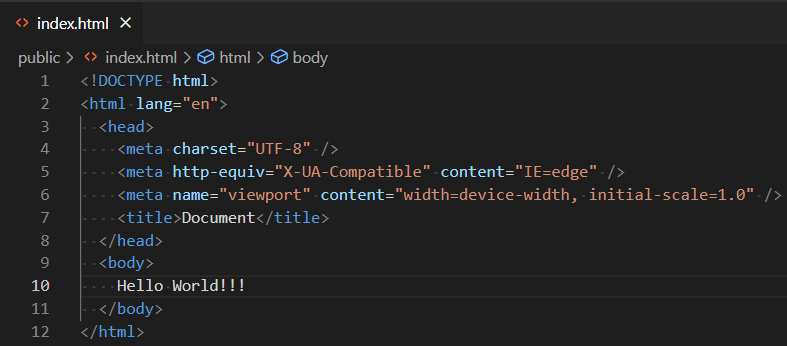 index.html
public > index.html > html > body
1 <!DOCTYPE html>
2 <html lang="en">
3 <head>
4 <meta charset="UTF-8" />
5 <meta http-equiv="X-UA-Compatible" content="IE=edge" />
6 <meta name="viewport" content="width=device-width, initial-scale=1.0" />
7 <title>Document</title>
8 </head>
9 <body>
10 Hello World!!!
11 </body>
12 </html>